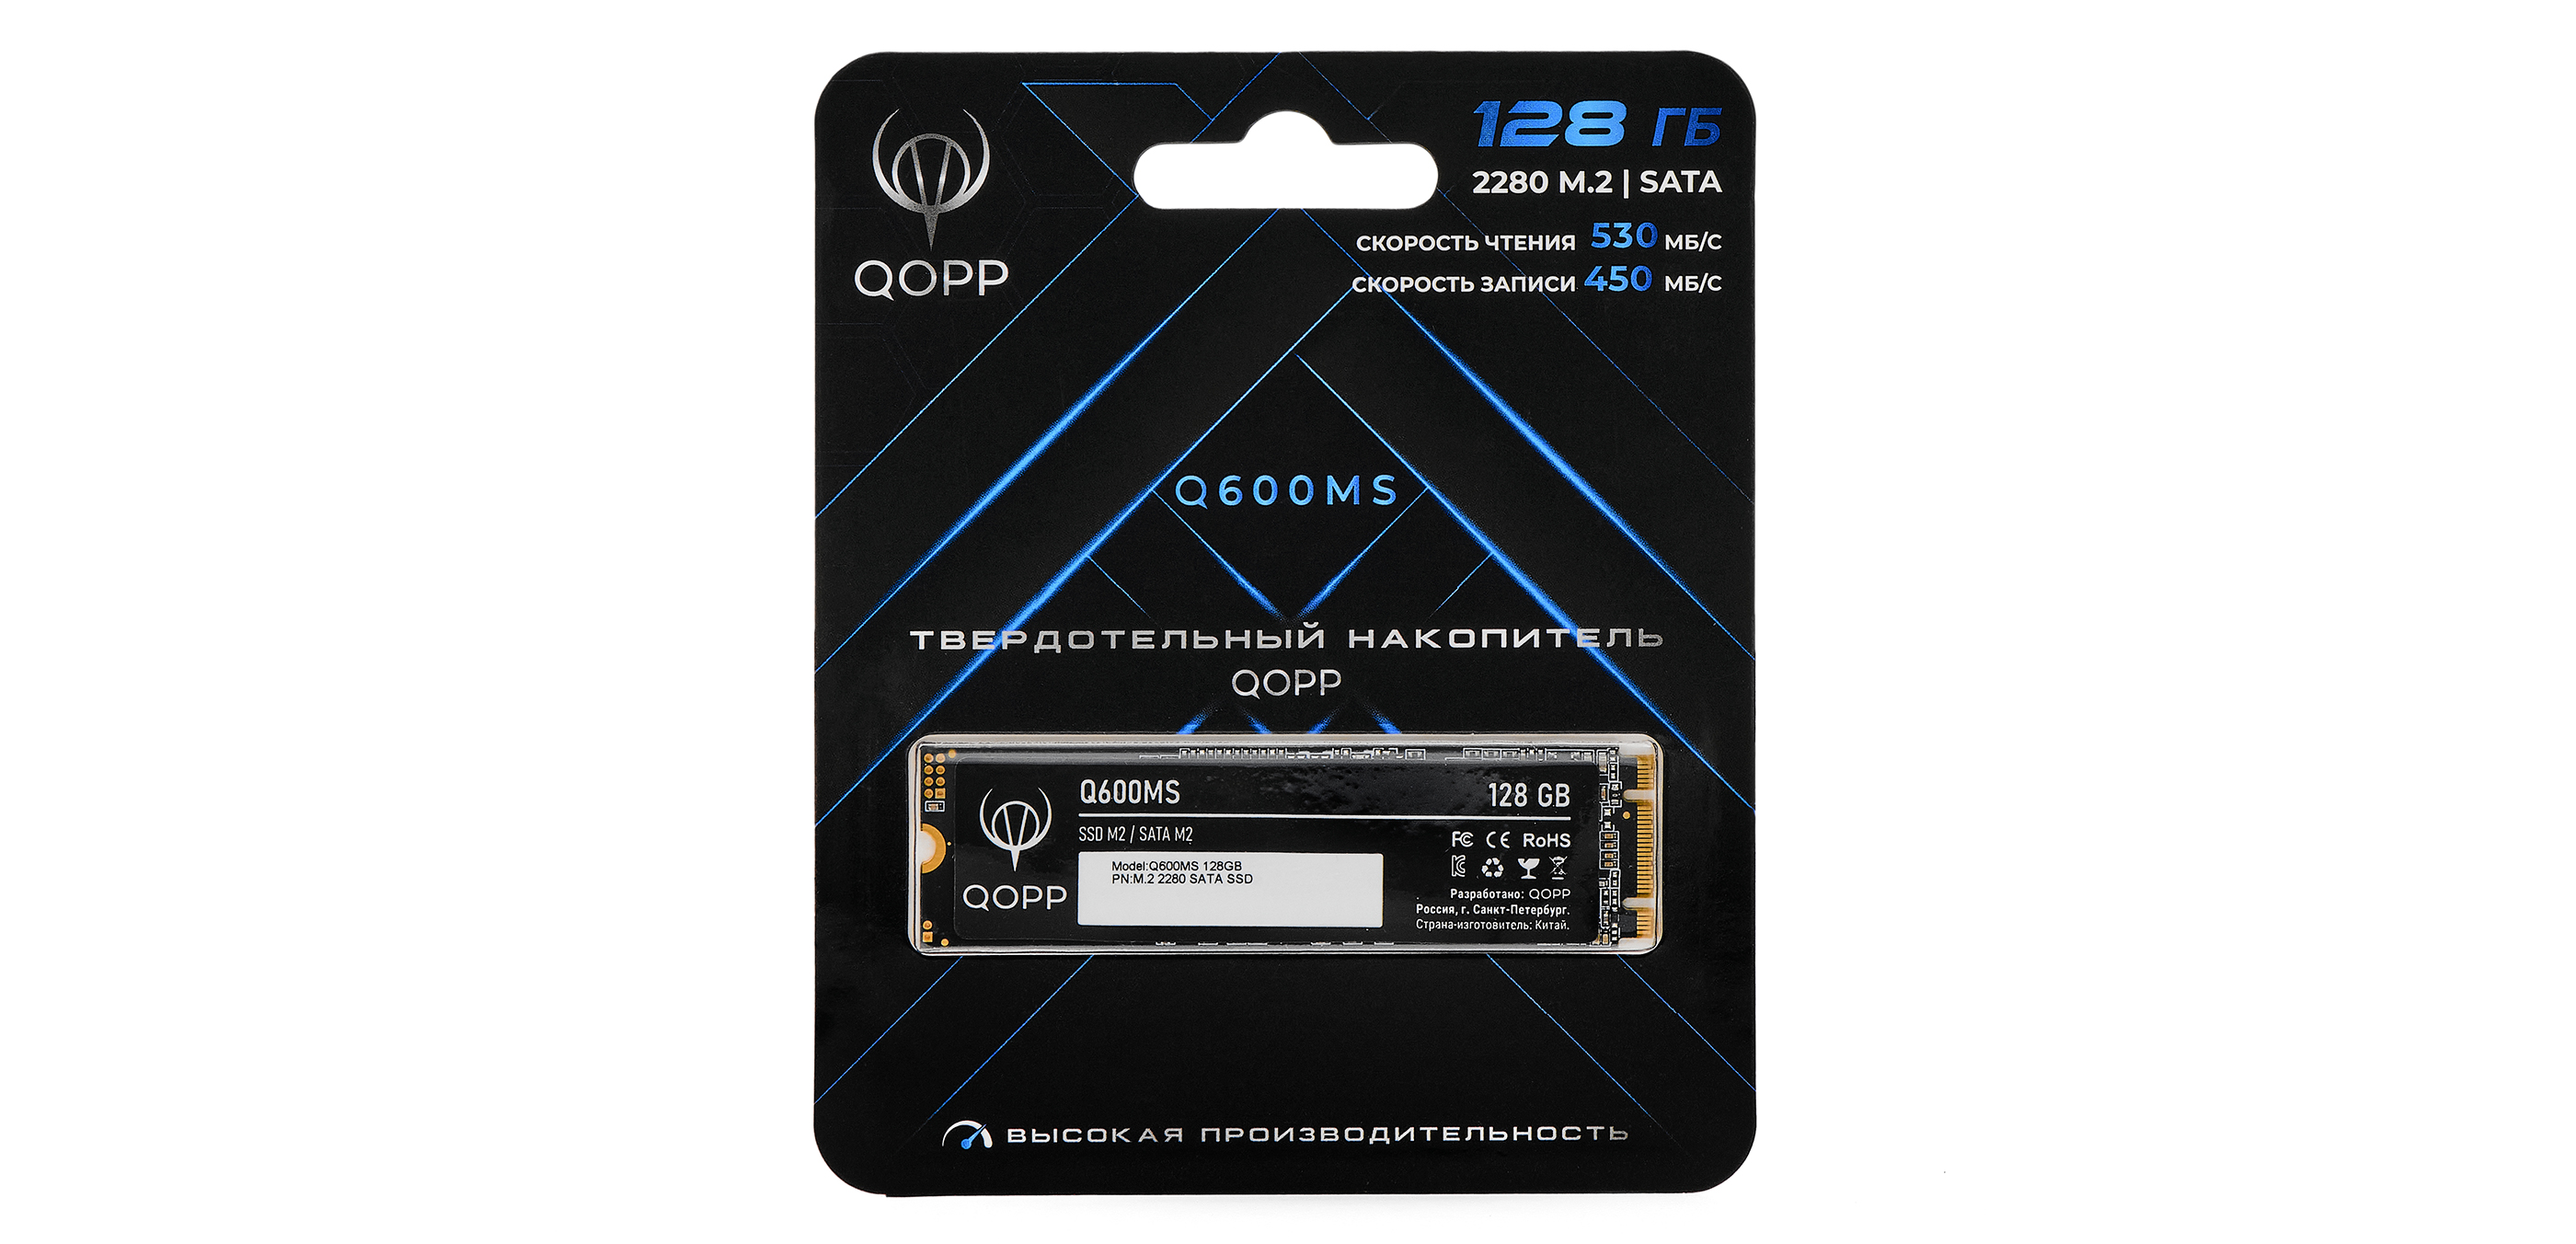 QOPP
128 ГБ
2280 M.2 | SATA
СКОРОСТЬ ЧТЕНИЯ 530 МБ/С
СКОРОСТЬ ЗАПИСИ 450 МБ/С
Q600MS
ТВЕРДОТЕЛЬНЫЙ НАКОПИТЕЛЬ
QOPP
Q600MS
128 GB
SSD M2 / SATA M2
Model:Q600MS 128GB
PN:M.2 2280 SATA SSD
QOPP
FC CE RoHS
Разработано: QOPP
Россия, г. Санкт-Петербург.
Страна-изготовитель: Китай.
ВЫСОКАЯ ПРОИЗВОДИТЕЛЬНОСТЬ